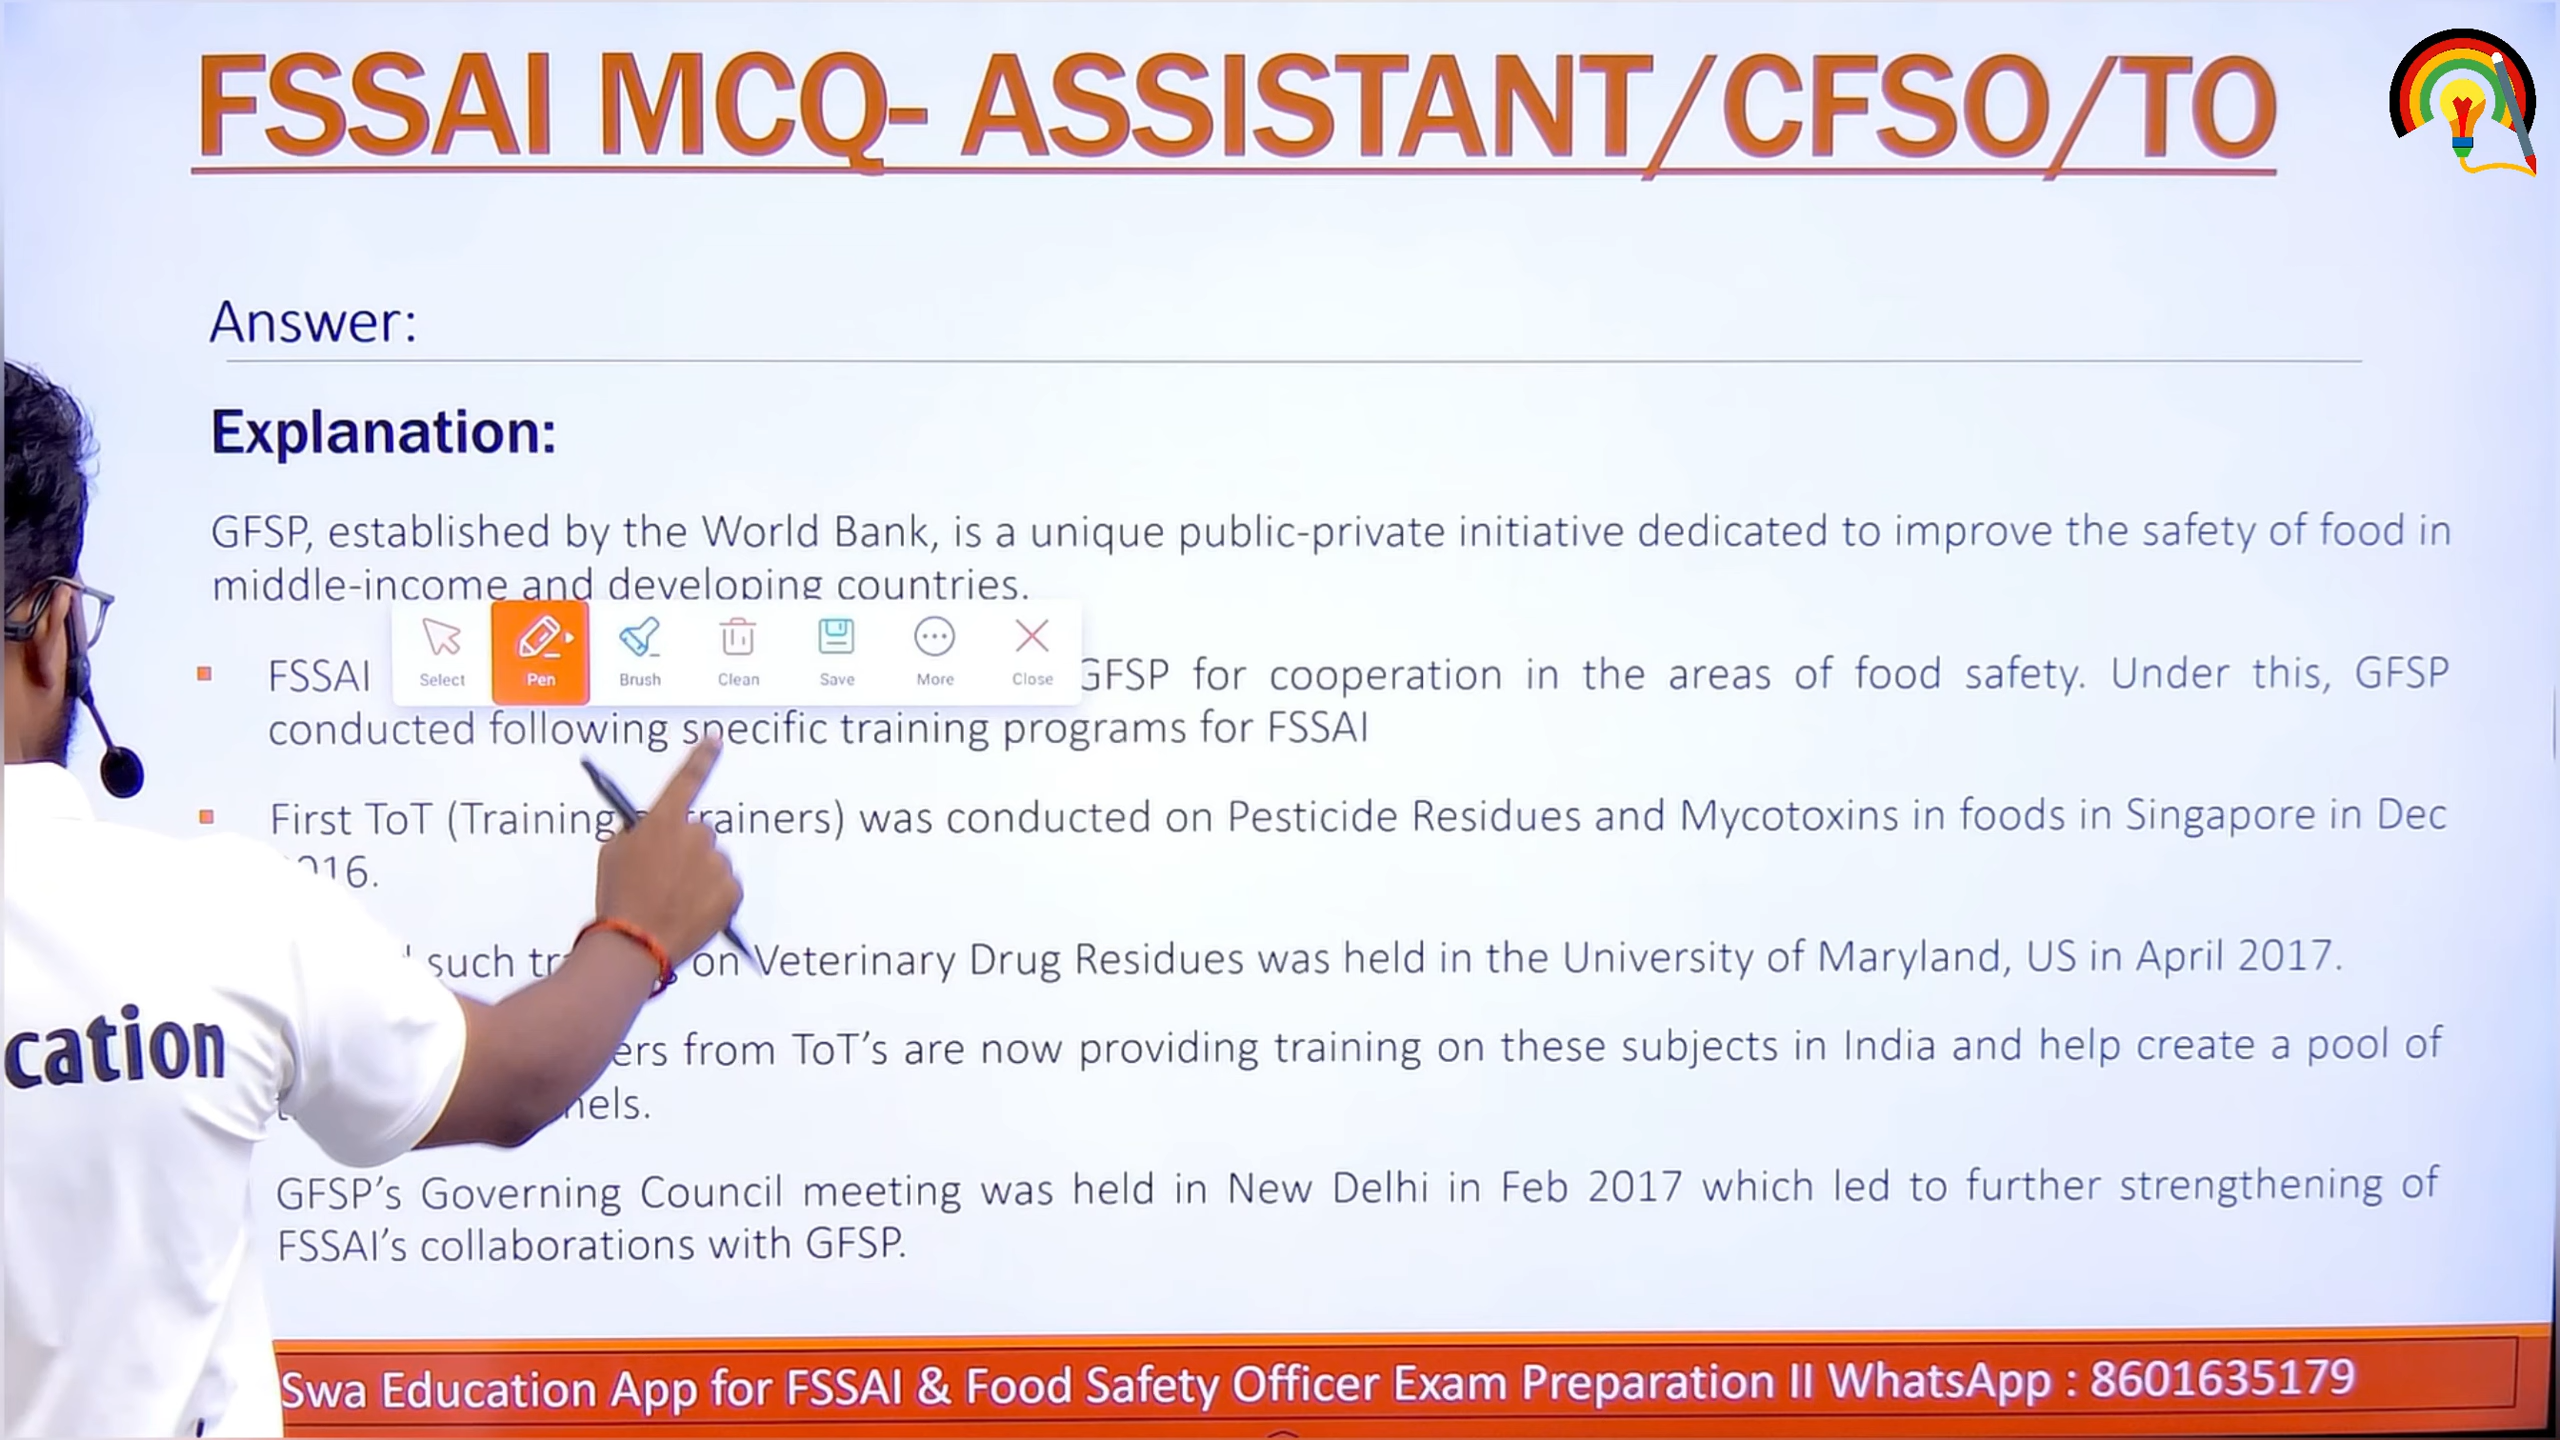 FSSAI MCQ- ASSISTANT/CFSO/TO
Answer:
Explanation:
GFSP, established by the World Bank, is a unique public-private initiative dedicated to improve the safety of food in
middle-income and developing countries.
Select Pen Brush Clean Save More Close
FSSAI GFSP for cooperation in the areas of food safety. Under this, GFSP
conducted following specific training programs for FSSAI
First ToT (Training trainers) was conducted on Pesticide Residues and Mycotoxins in foods in Singapore in Dec
such on Veterinary Drug Residues was held in the University of Maryland, US in April 2017.
from ToT's are now providing training on these subjects in India and help create a pool of
GFSP's Governing Council meeting was held in New Delhi in Feb 2017 which led to further strengthening of
FSSAI's collaborations with GFSP.
cation
Swa Education App for FSSAI & Food Safety Officer Exam Preparation II WhatsApp : 8601635179